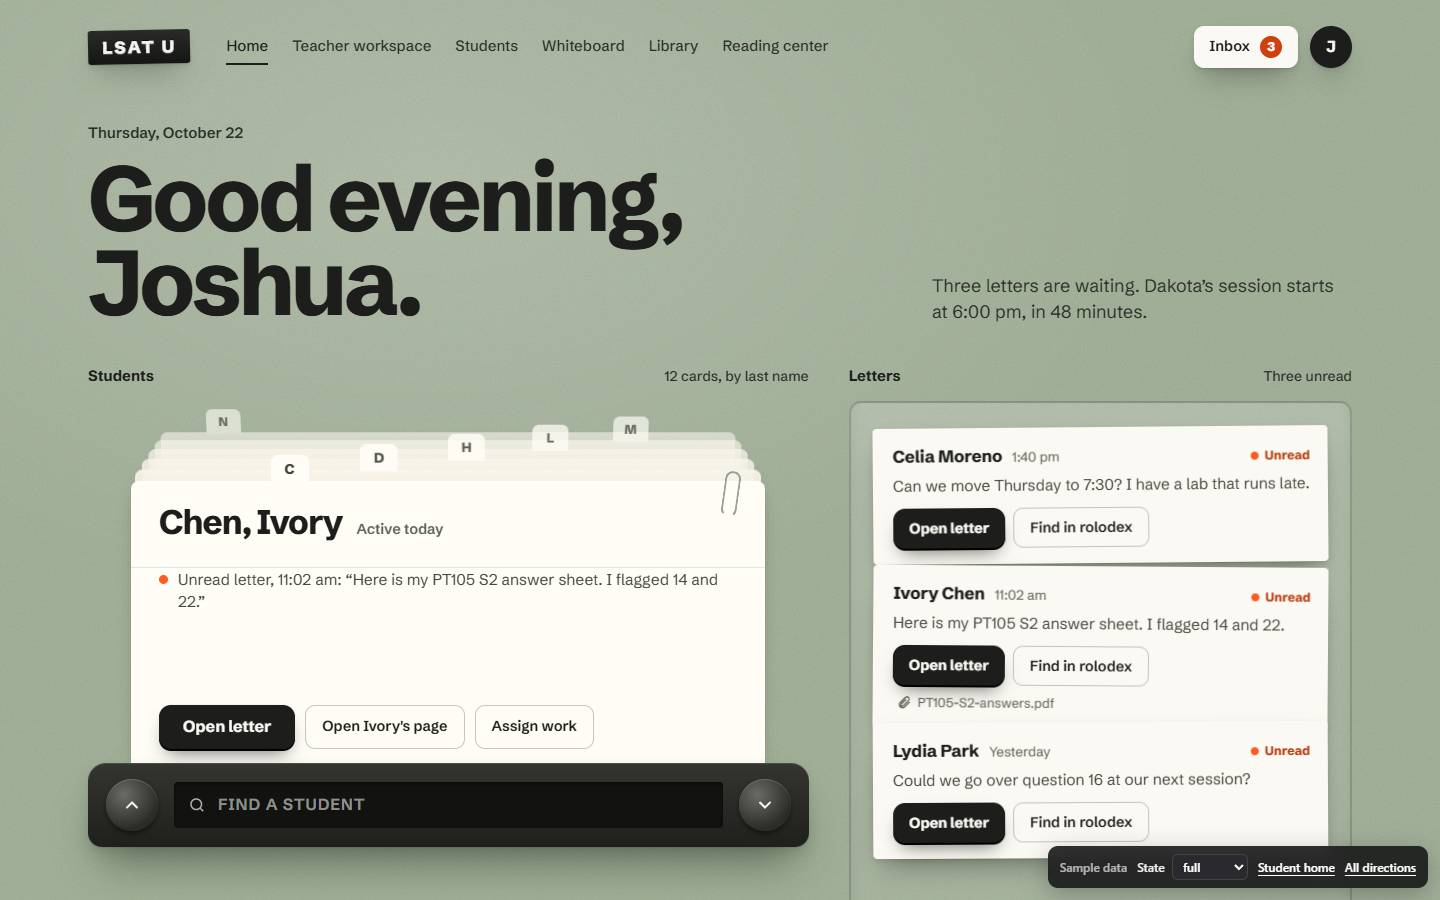 LSAT U
Home
Teacher workspace
Students
Whiteboard
Library
Reading center
Inbox 3
J
Thursday, October 22
Good evening,
Joshua.
Three letters are waiting. Dakota’s session starts
at 6:00 pm, in 48 minutes.
Students
12 cards, by last name
N
C
D
H
L
M
Chen, Ivory Active today
Unread letter, 11:02 am: “Here is my PT105 S2 answer sheet. I flagged 14 and
22.”
Open letter
Open Ivory's page
Assign work
FIND A STUDENT
Letters
Three unread
Celia Moreno 1:40 pm Unread
Can we move Thursday to 7:30? I have a lab that runs late.
Open letter
Find in rolodex
Ivory Chen 11:02 am Unread
Here is my PT105 S2 answer sheet. I flagged 14 and 22.
Open letter
Find in rolodex
PT105-S2-answers.pdf
Lydia Park Yesterday Unread
Could we go over question 16 at our next session?
Open letter
Find in rolodex
Sample data State full Student home All directions